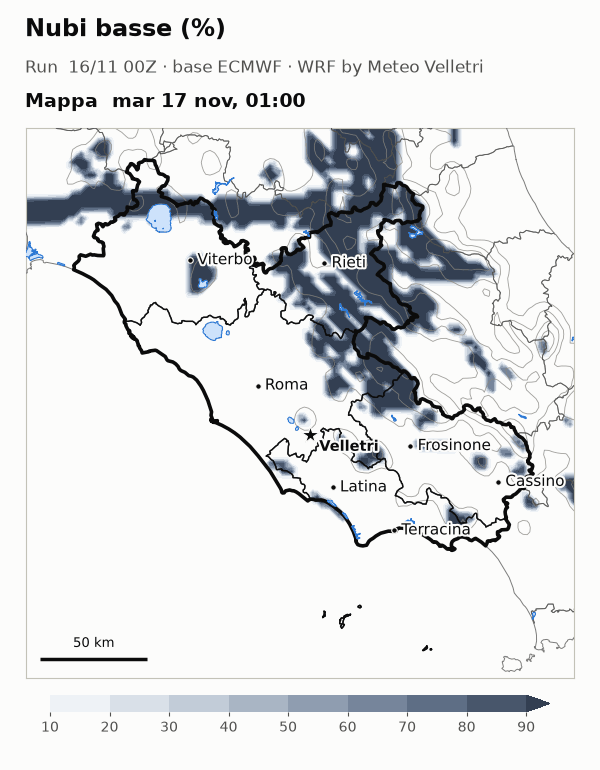 Nubi basse (%)
Run  16/11 00Z · base ECMWF · WRF by Meteo Velletri
Mappa  mar 17 nov, 01:00
Viterbo
Rieti
Roma
Velletri
Frosinone
Latina
Cassino
Terracina
50 km
10 20 30 40 50 60 70 80 90